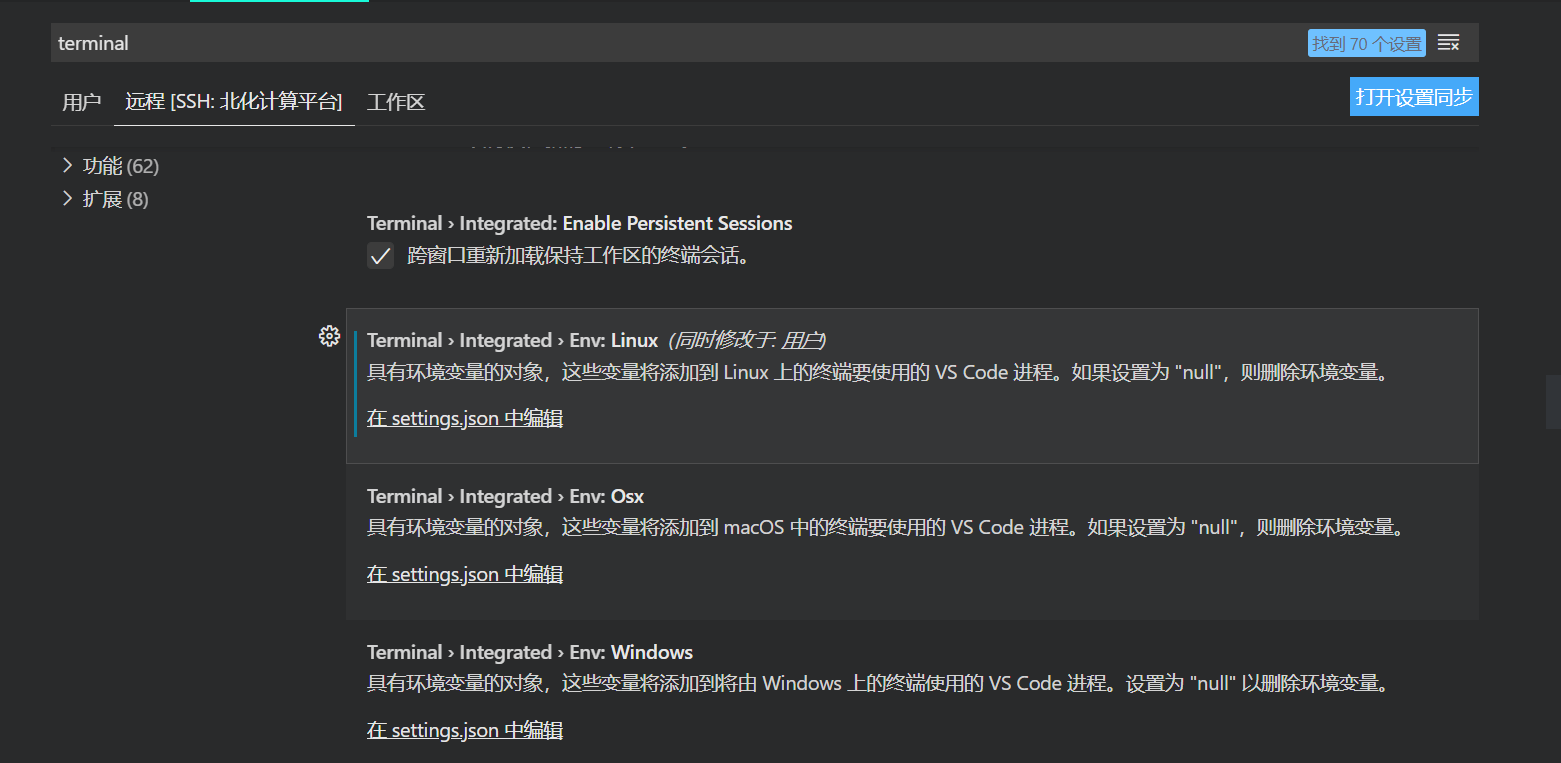 terminal
找到 70 个设置
用户
远程 [SSH: 北化计算平台]
工作区
打开设置同步
功能 (62)
扩展 (8)
Terminal › Integrated: Enable Persistent Sessions
跨窗口重新加载保持工作区的终端会话。
Terminal › Integrated › Env: Linux (同时修改于: 用户)
具有环境变量的对象，这些变量将添加到 Linux 上的终端要使用的 VS Code 进程。如果设置为 "null"，则删除环境变量。
在 settings.json 中编辑
Terminal › Integrated › Env: Osx
具有环境变量的对象，这些变量将添加到 macOS 中的终端要使用的 VS Code 进程。如果设置为 "null"，则删除环境变量。
在 settings.json 中编辑
Terminal › Integrated › Env: Windows
具有环境变量的对象，这些变量将添加到将由 Windows 上的终端使用的 VS Code 进程。设置为 "null" 以删除环境变量。
在 settings.json 中编辑